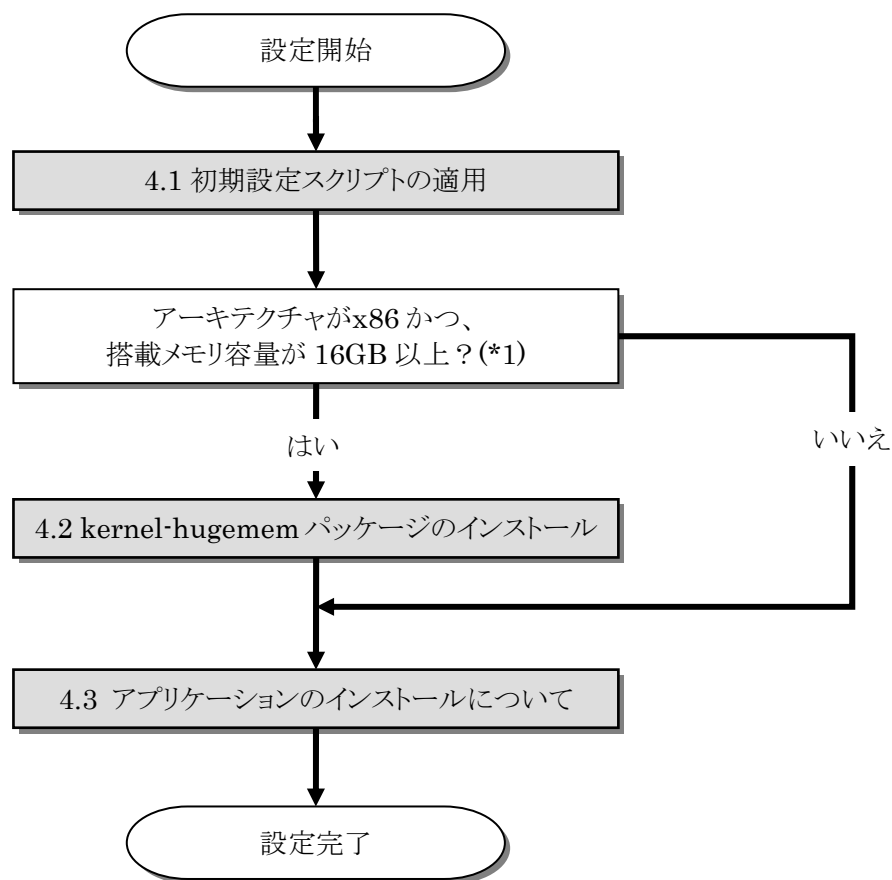 設定開始
4.1 初期設定スクリプトの適用
アーキテクチャがx86 かつ、
搭載メモリ容量が 16GB 以上？(*1)
はい
いいえ
4.2 kernel-hugemem パッケージのインストール
4.3 アプリケーションのインストールについて
設定完了